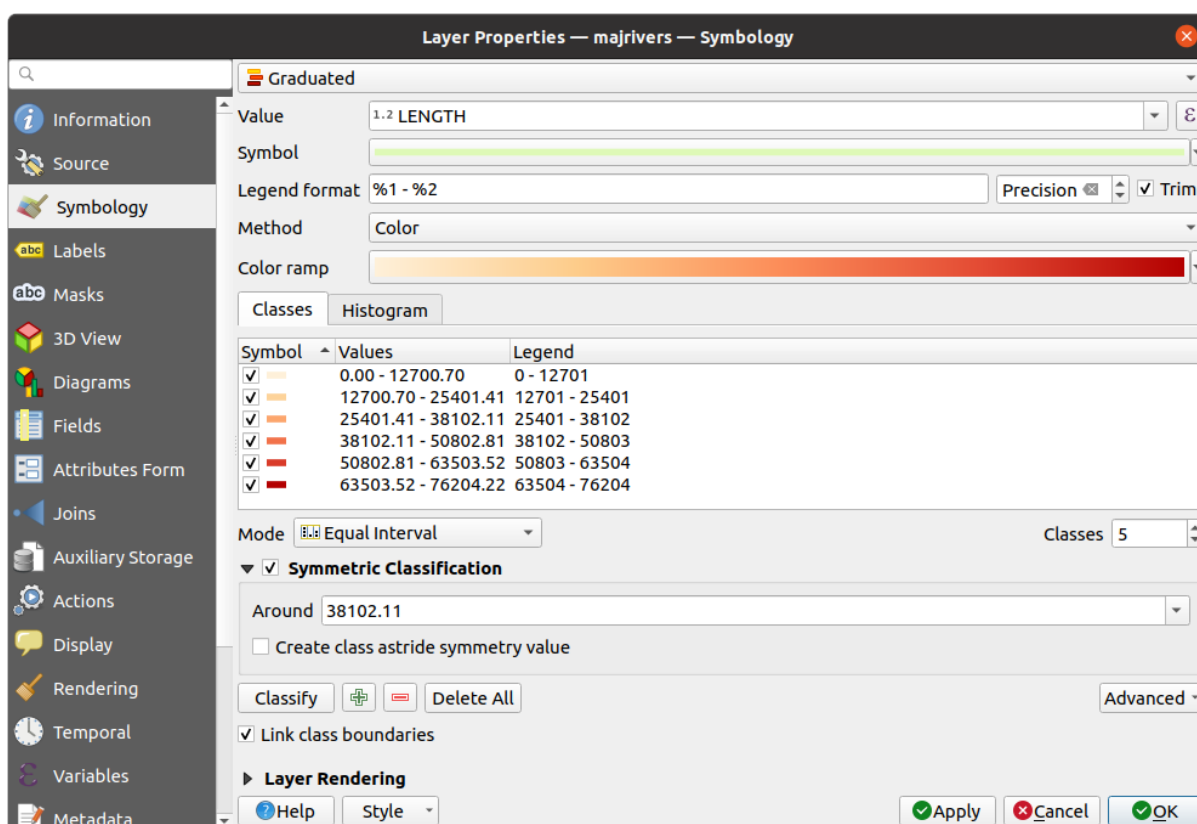 Layer Properties — majrivers — Symbology
Information
Source
Symbology
Labels
Masks
3D View
Diagrams
Fields
Attributes Form
Joins
Auxiliary Storage
Actions
Display
Rendering
Temporal
Variables
Metadata
Graduated
Value 1.2 LENGTH ε
Symbol
Legend format %1 - %2 Precision Trim
Method Color
Color ramp
Classes Histogram
Symbol Values Legend
0.00 - 12700.70 0 - 12701
12700.70 - 25401.41 12701 - 25401
25401.41 - 38102.11 25401 - 38102
38102.11 - 50802.81 38102 - 50803
50802.81 - 63503.52 50803 - 63504
63503.52 - 76204.22 63504 - 76204
Mode Equal Interval Classes 5
Symmetric Classification
Around 38102.11
Create class astride symmetry value
Classify Delete All Advanced
Link class boundaries
Layer Rendering
Help Style Apply Cancel OK